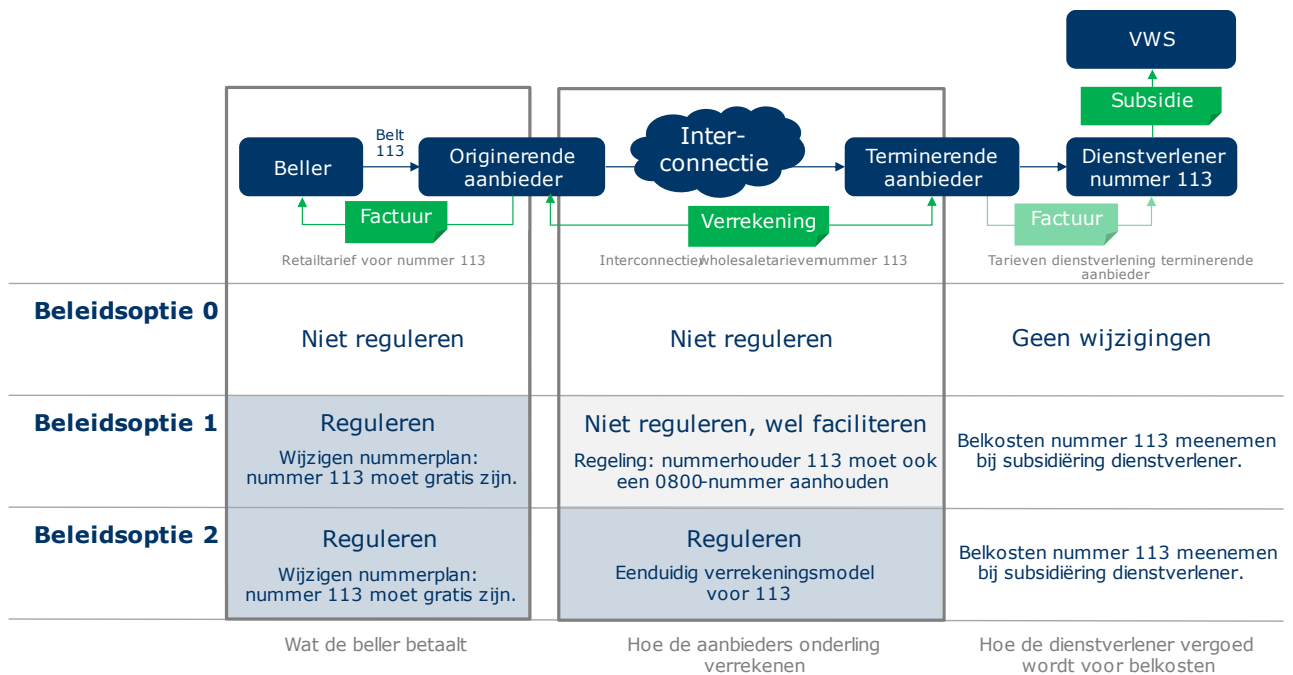 VWS
Subsidie
Belt
113
Beller
Originerende
aanbieder
Inter-
connectie
Terminerende
aanbieder
Dienstverlener
nummer 113
Factuur
Verrekening
Factuur
Retailtarief voor nummer 113
Interconnectie/wholesaletarieven nummer 113
Tarieven dienstverlening terminerende
aanbieder
Beleidsoptie 0
Niet reguleren
Niet reguleren
Geen wijzigingen
Beleidsoptie 1
Reguleren
Wijzigen nummerplan:
nummer 113 moet gratis zijn.
Niet reguleren, wel faciliteren
Regeling: nummerhouder 113 moet ook
een 0800-nummer aanhouden
Belkosten nummer 113 meenemen
bij subsidiëring dienstverlener.
Beleidsoptie 2
Reguleren
Wijzigen nummerplan:
nummer 113 moet gratis zijn.
Reguleren
Eenduidig verrekeningsmodel
voor 113
Belkosten nummer 113 meenemen
bij subsidiëring dienstverlener.
Wat de beller betaalt
Hoe de aanbieders onderling
verrekenen
Hoe de dienstverlener vergoed
wordt voor belkosten